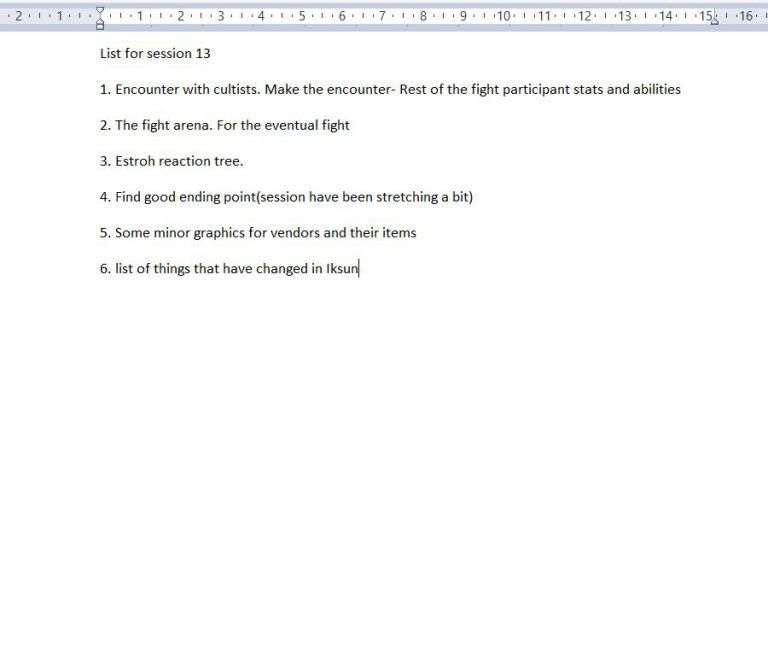 2 1 1 2 3 4 5 6 7 8 9 10 11 12 13 14 15 16
List for session 13
1. Encounter with cultists. Make the encounter- Rest of the fight participant stats and abilities
2. The fight arena. For the eventual fight
3. Estroh reaction tree.
4. Find good ending point(session have been stretching a bit)
5. Some minor graphics for vendors and their items
6. list of things that have changed in Iksun